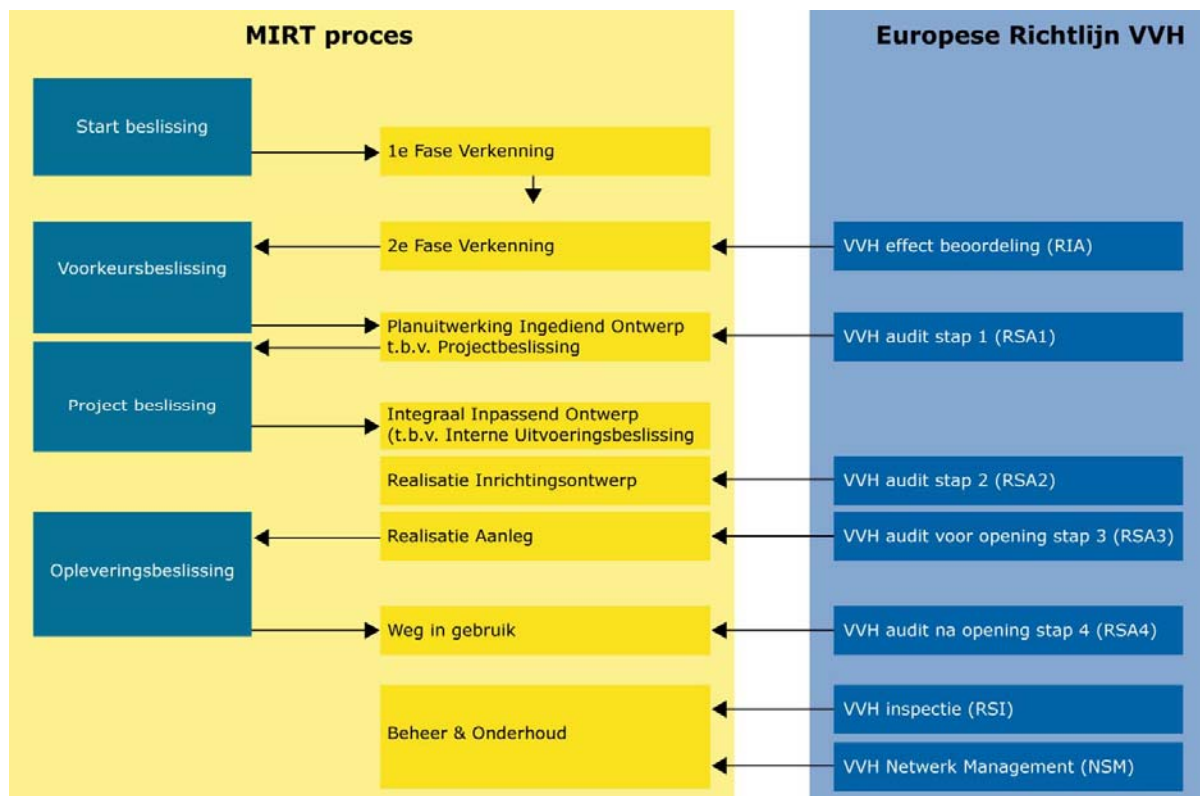 MIRT proces
Europese Richtlijn VVH
Start beslissing
1e Fase Verkenning
Voorkeursbeslissing
2e Fase Verkenning
VVH effect beoordeling (RIA)
Planuitwerking Ingediend Ontwerp
t.b.v. Projectbeslissing
VVH audit stap 1 (RSA1)
Project beslissing
Integraal Inpassend Ontwerp
(t.b.v. Interne Uitvoeringsbeslissing
Realisatie Inrichtingsontwerp
VVH audit stap 2 (RSA2)
Realisatie Aanleg
VVH audit voor opening stap 3 (RSA3)
Opleveringsbeslissing
Weg in gebruik
VVH audit na opening stap 4 (RSA4)
Beheer & Onderhoud
VVH inspectie (RSI)
VVH Netwerk Management (NSM)